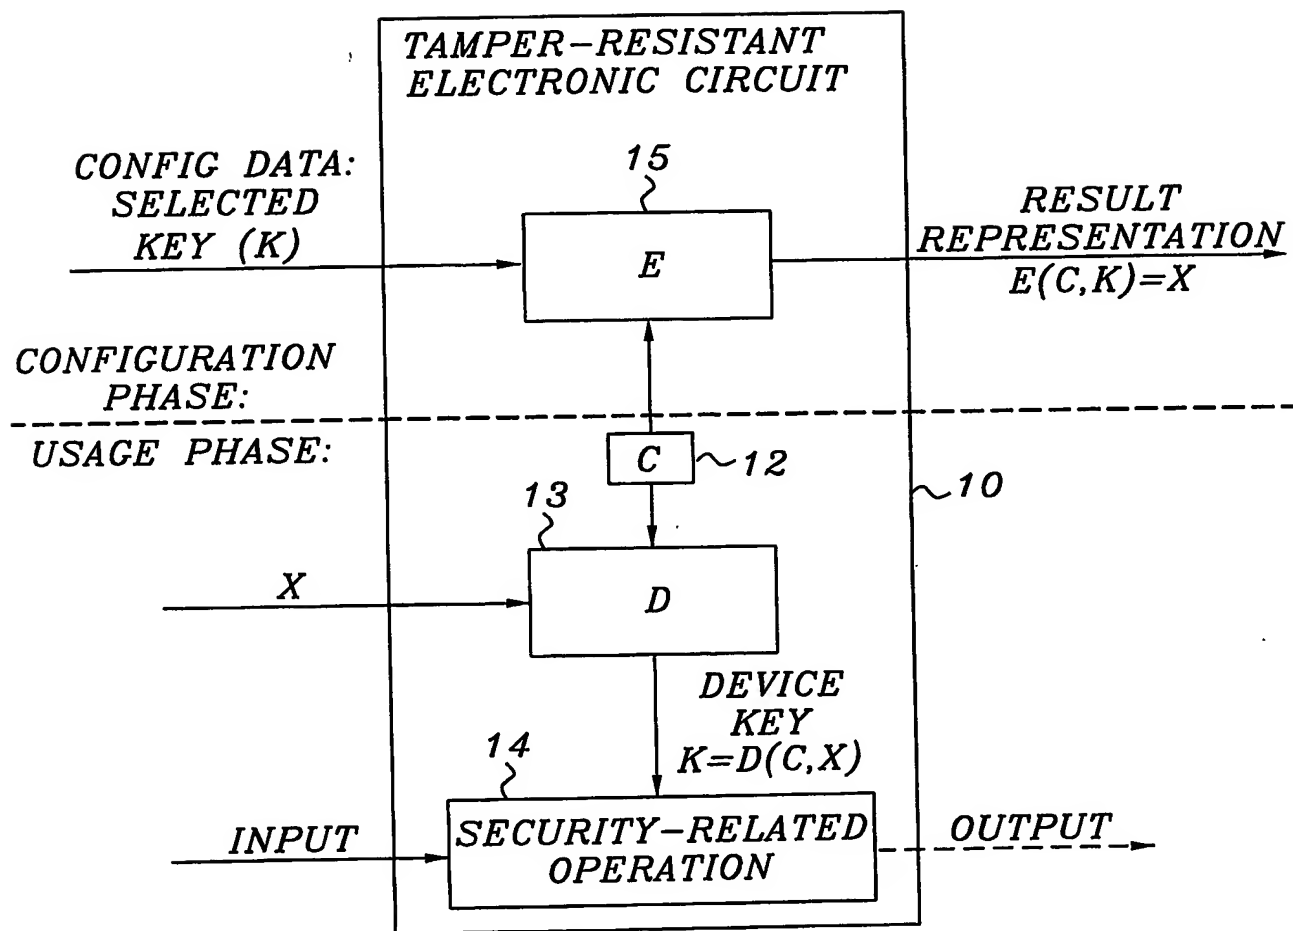 TAMPER-RESISTANT
ELECTRONIC CIRCUIT
CONFIG DATA:
SELECTED
KEY (K)
15
E
RESULT
REPRESENTATION
E(C,K)=X
CONFIGURATION
PHASE:
USAGE PHASE:
C
12
10
13
X
D
DEVICE
KEY
K=D(C,X)
14
INPUT
SECURITY-RELATED
OPERATION
OUTPUT